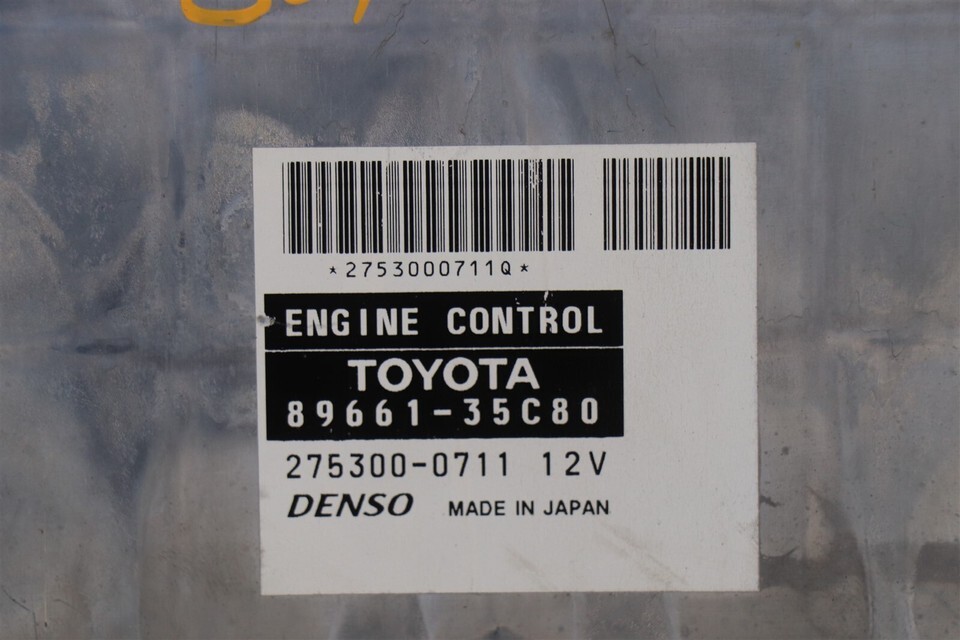 *2753000711Q*
ENGINE CONTROL
TOYOTA
89661-35C80
275300-0711 12V
DENSO MADE IN JAPAN